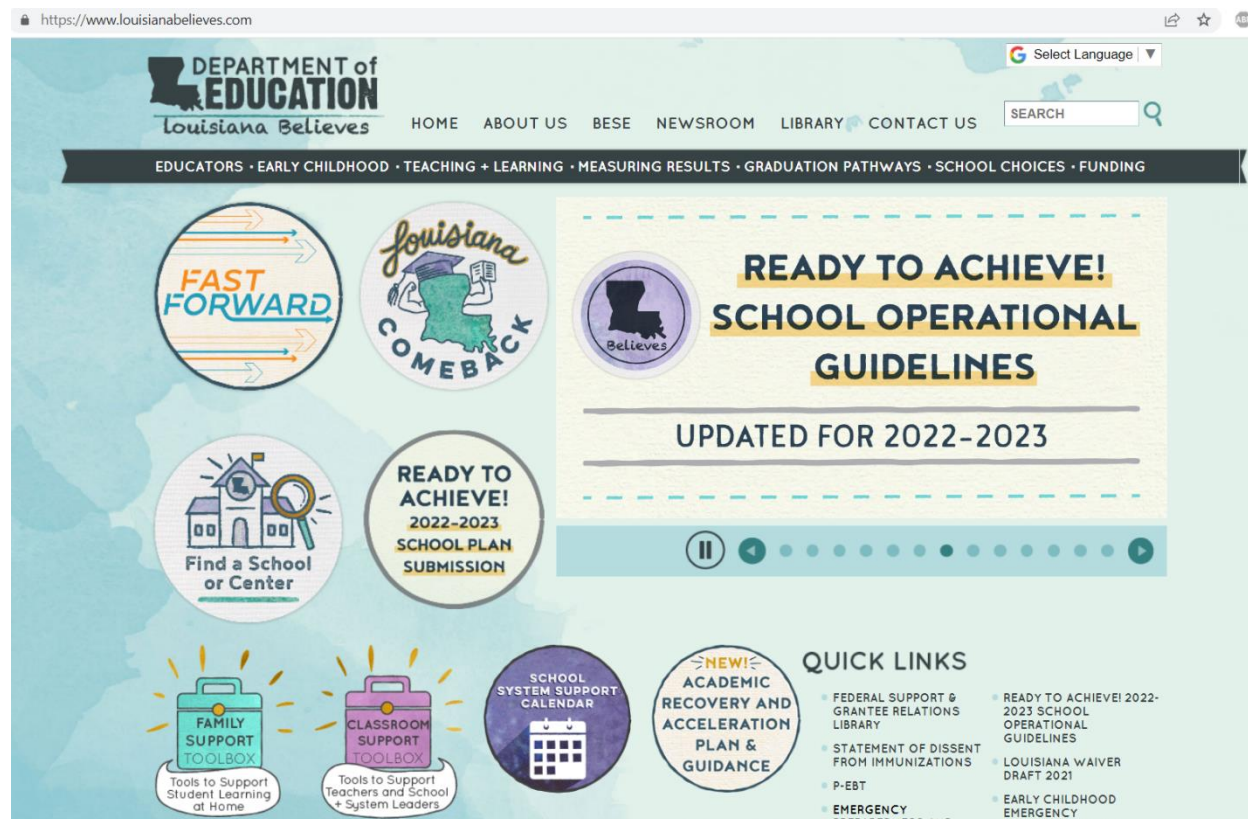 https://www.louisianabelieves.com
Select Language
DEPARTMENT of
EDUCATION
Louisiana Believes
HOME ABOUT US BESE NEWSROOM LIBRARY CONTACT US
SEARCH
EDUCATORS • EARLY CHILDHOOD • TEACHING + LEARNING • MEASURING RESULTS • GRADUATION PATHWAYS • SCHOOL CHOICES • FUNDING
FAST
FORWARD
Louisiana
COMEBACK
Believes
READY TO ACHIEVE!
SCHOOL OPERATIONAL
GUIDELINES
UPDATED FOR 2022-2023
Find a School
or Center
READY TO
ACHIEVE!
2022-2023
SCHOOL PLAN
SUBMISSION
FAMILY
SUPPORT
TOOLBOX
Tools to Support
Student Learning
at Home
CLASSROOM
SUPPORT
TOOLBOX
Tools to Support
Teachers and School
+ System Leaders
SCHOOL
SYSTEM SUPPORT
CALENDAR
NEW!
ACADEMIC
RECOVERY AND
ACCELERATION
PLAN &
GUIDANCE
QUICK LINKS
FEDERAL SUPPORT &
GRANTEE RELATIONS
LIBRARY
STATEMENT OF DISSENT
FROM IMMUNIZATIONS
P-EBT
EMERGENCY
READY TO ACHIEVE! 2022-
2023 SCHOOL
OPERATIONAL
GUIDELINES
LOUISIANA WAIVER
DRAFT 2021
EARLY CHILDHOOD
EMERGENCY